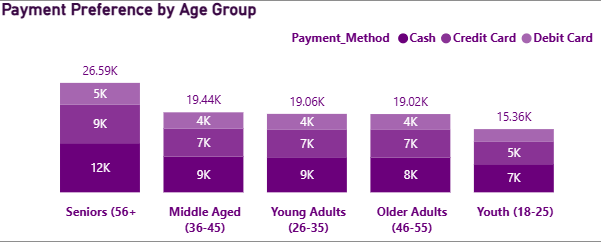 Payment Preference by Age Group
Payment_Method Cash Credit Card Debit Card
26.59K
19.44K
19.06K
19.02K
15.36K
5K
9K
12K
4K
7K
9K
4K
7K
9K
4K
7K
8K
5K
7K
Seniors (56+
Middle Aged
(36-45)
Young Adults
(26-35)
Older Adults
(46-55)
Youth (18-25)